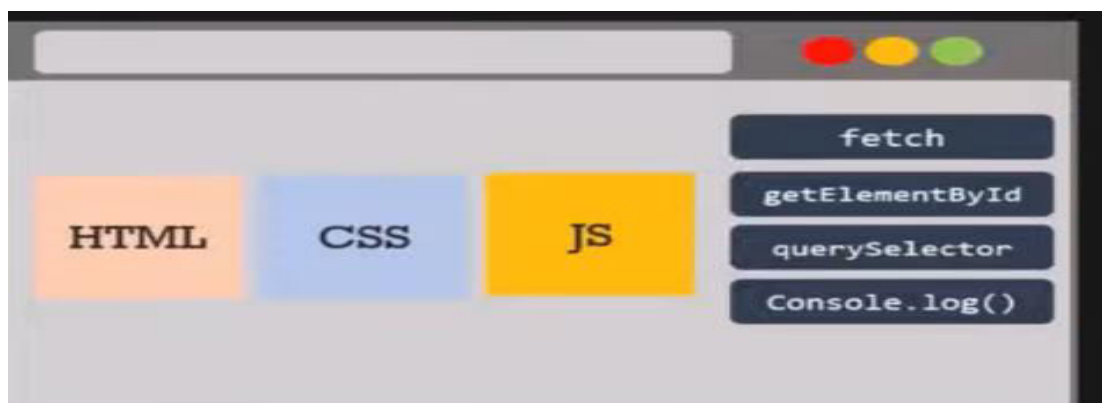 HTML
CSS
JS
fetch
getElementById
querySelector
Console.log()